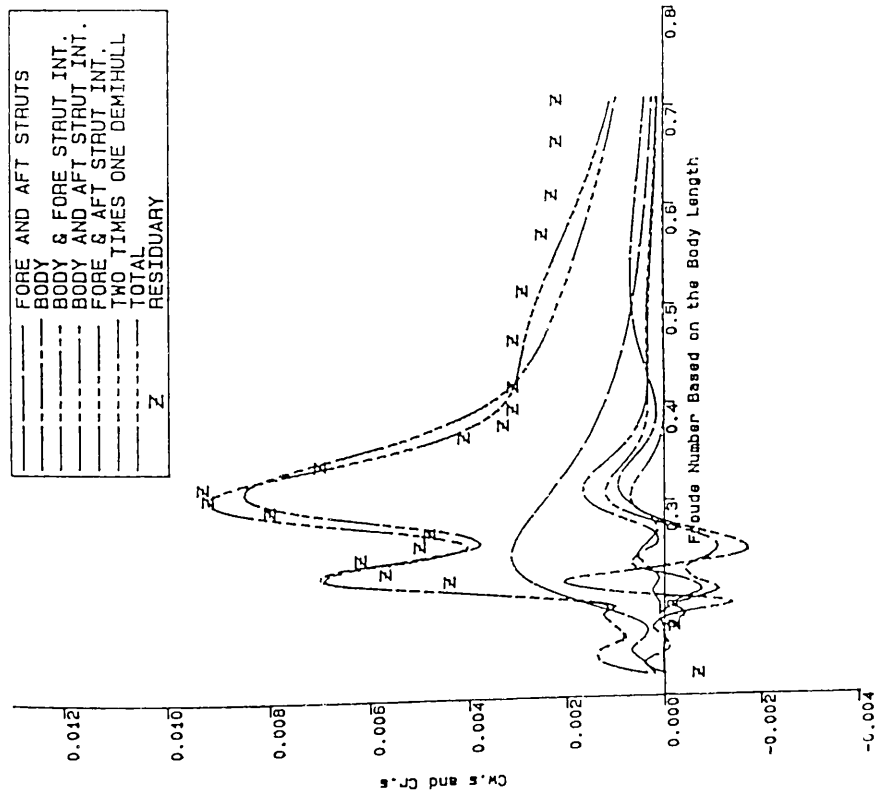 FORE AND AFT STRUTS
BODY
BODY & FORE STRUT INT.
BODY AND AFT STRUT INT.
FORE & AFT STRUT INT.
TWO TIMES ONE DEMIHULL
TOTAL
RESIDUARY
Cw.s and Cr.s
0.012
0.010
0.008
0.006
0.004
0.002
0.000
-0.002
-0.004
0.3
0.4
0.5
0.6
0.7
0.8
Froude Number Based on the Body Length